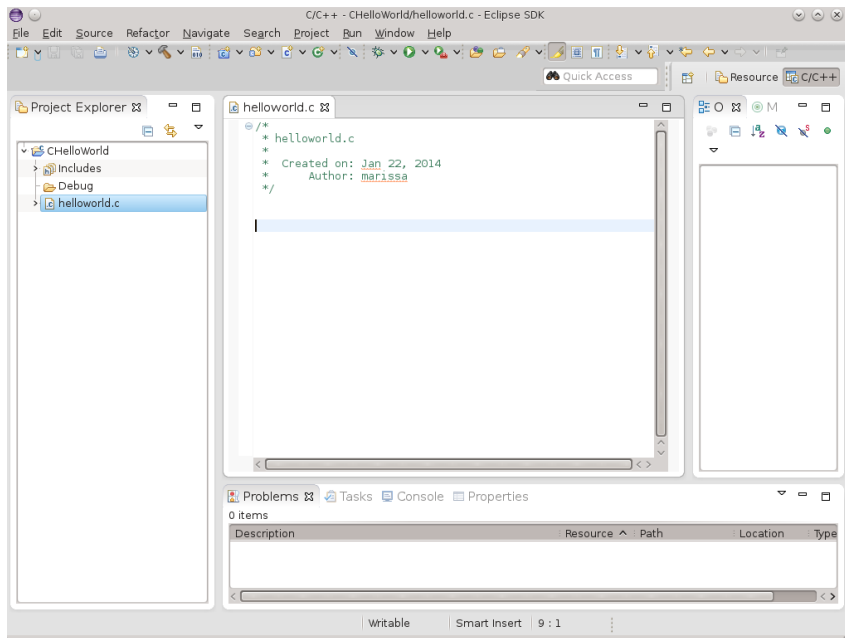 C/C++ - CHelloWorld/helloworld.c - Eclipse SDK
File Edit Source Refactor Navigate Search Project Run Window Help
Quick Access
Resource C/C++
Project Explorer
CHelloWorld
Includes
Debug
helloworld.c
helloworld.c
/*
* helloworld.c
*
* Created on: Jan 22, 2014
* Author: marissa
*/
O M
Problems Tasks Console Properties
0 items
Description Resource Path Location Type
Writable Smart Insert 9 : 1